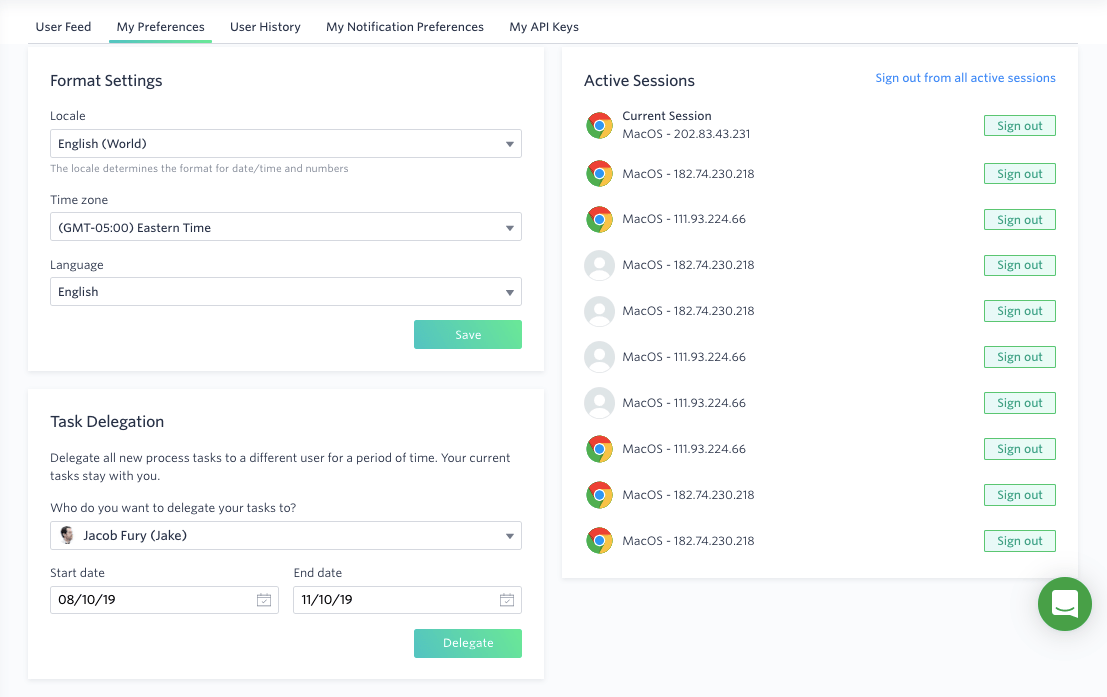 User Feed My Preferences User History My Notification Preferences My API Keys
Format Settings
Locale
English (World)
The locale determines the format for date/time and numbers
Time zone
(GMT-05:00) Eastern Time
Language
English
Save
Task Delegation
Delegate all new process tasks to a different user for a period of time. Your current
tasks stay with you.
Who do you want to delegate your tasks to?
Jacob Fury (Jake)
Start date End date
08/10/19 11/10/19
Delegate
Active Sessions Sign out from all active sessions
Current Session
MacOS - 202.83.43.231 Sign out
MacOS - 182.74.230.218 Sign out
MacOS - 111.93.224.66 Sign out
MacOS - 182.74.230.218 Sign out
MacOS - 182.74.230.218 Sign out
MacOS - 111.93.224.66 Sign out
MacOS - 111.93.224.66 Sign out
MacOS - 111.93.224.66 Sign out
MacOS - 182.74.230.218 Sign out
MacOS - 182.74.230.218 Sign out